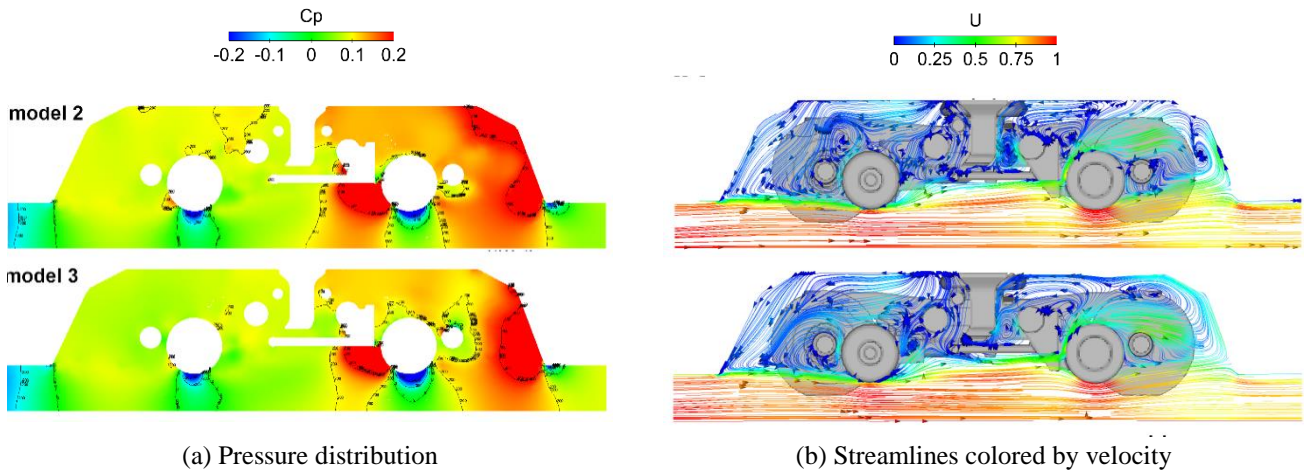 Cp
-0.2 -0.1 0 0.1 0.2
U
0 0.25 0.5 0.75 1
model 2
model 3
(a) Pressure distribution
(b) Streamlines colored by velocity